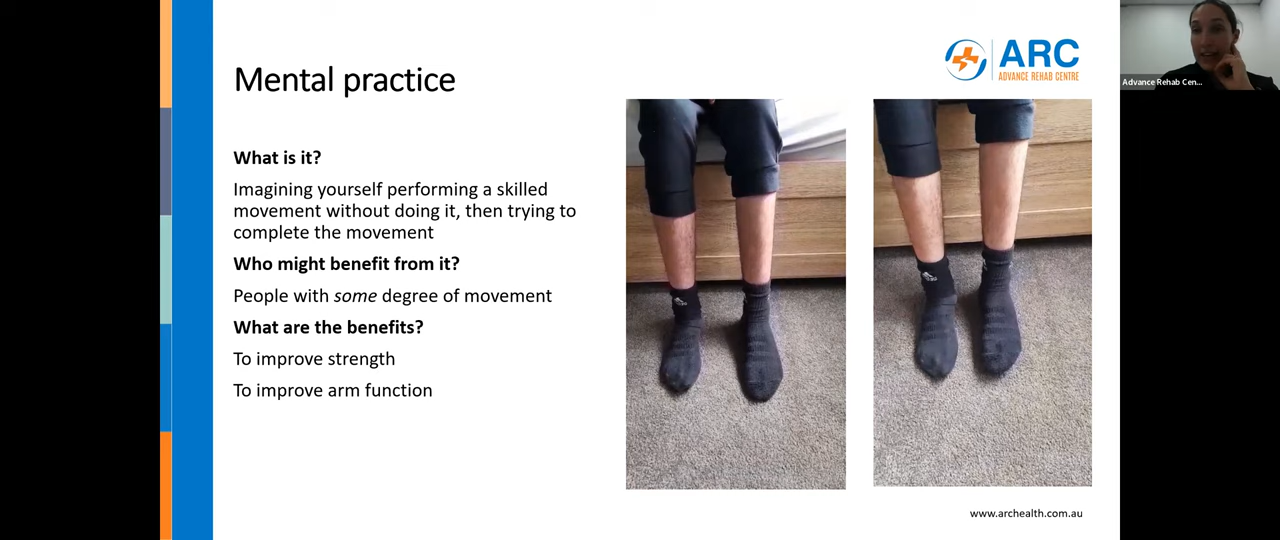 Mental practice
ARC
ADVANCE REHAB CENTRE
Advance Rehab Cen...
What is it?
Imagining yourself performing a skilled
movement without doing it, then trying to
complete the movement
Who might benefit from it?
People with some degree of movement
What are the benefits?
To improve strength
To improve arm function
www.archealth.com.au